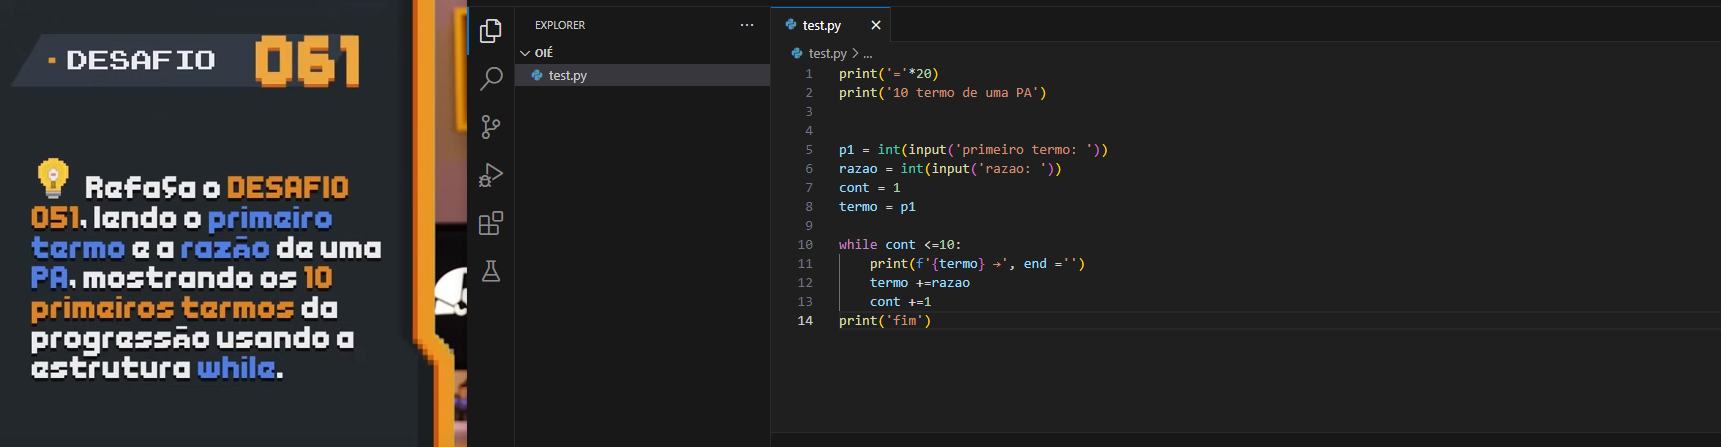 DESAFIO 061
Refaça o DESAFIO
051, lendo o primeiro
termo e a razão de uma
PA, mostrando os 10
primeiros termos da
progressão usando a
estrutura while.
EXPLORER ...
OIÉ
test.py
test.py ×
test.py > ...
1 print('='*20)
2 print('10 termo de uma PA')
3
4
5 p1 = int(input('primeiro termo: '))
6 razao = int(input('razao: '))
7 cont = 1
8 termo = p1
9
10 while cont <=10:
11 print(f'{termo} →', end ='')
12 termo +=razao
13 cont +=1
14 print('fim')